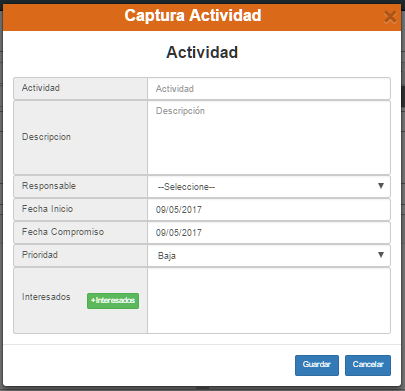 Captura Actividad
×
Actividad
Actividad Actividad
Descripcion Descripción
Responsable --Seleccione--
Fecha Inicio 09/05/2017
Fecha Compromiso 09/05/2017
Prioridad Baja
Interesados +Interesados
Guardar Cancelar